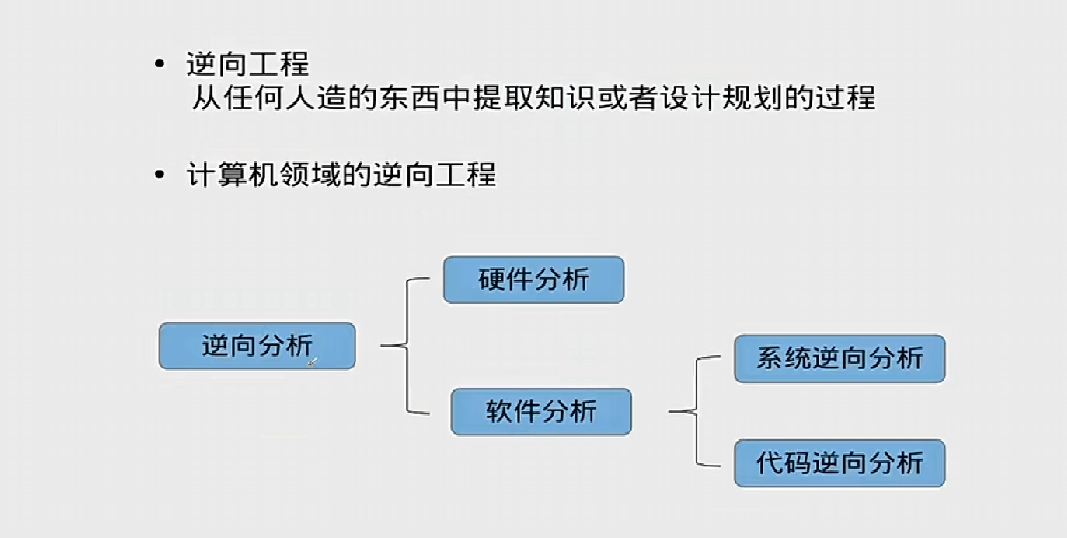 • 逆向工程
从任何人造的东西中提取知识或者设计规划的过程
• 计算机领域的逆向工程
硬件分析
逆向分析
系统逆向分析
软件分析
代码逆向分析